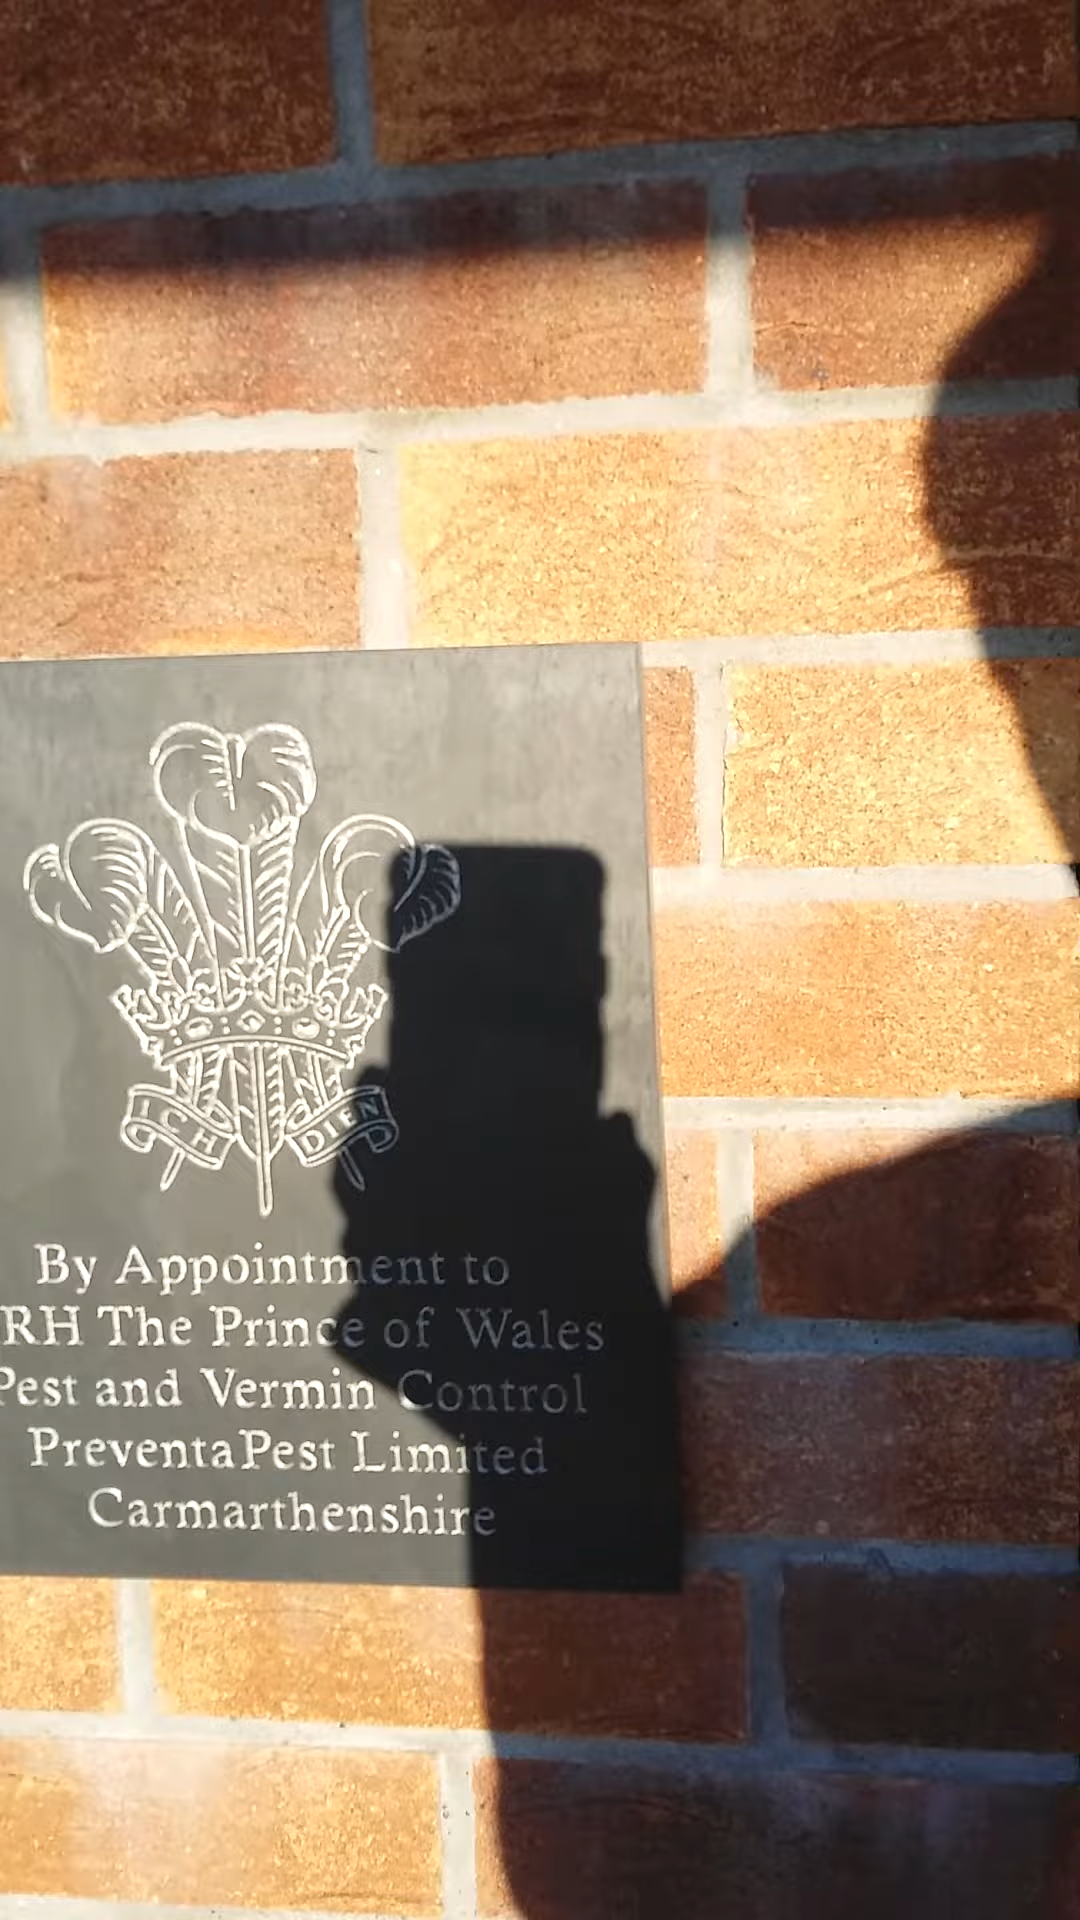 ICH DIEN
By Appointment to
RH The Prince of Wales
Pest and Vermin Control
PreventaPest Limited
Carmarthenshire